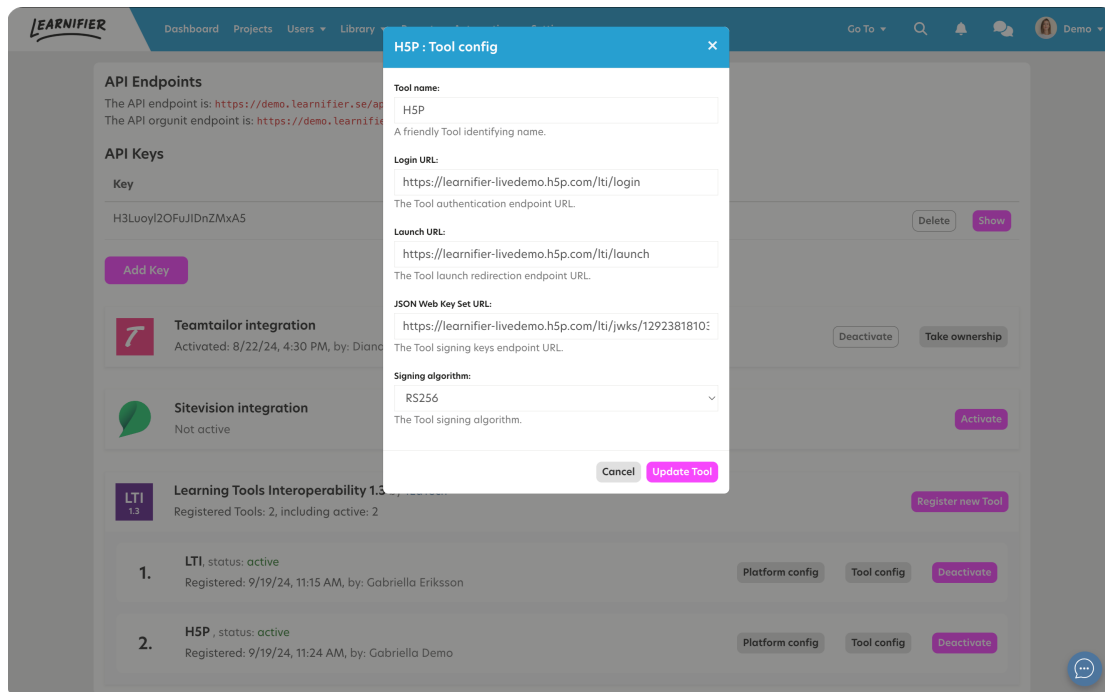 LEARNIFIER
Dashboard Projects Users Library
Go To
Demo
API Endpoints
The API endpoint is: https://demo.learnifier.se/ap
The API orgunit endpoint is: https://demo.learnifie
API Keys
Key
H3Luoyl2OFuJIDnZMxA5
Delete Show
Add Key
Teamtailor integration
Activated: 8/22/24, 4:30 PM, by: Diana
Deactivate Take ownership
Sitevision integration
Not active
Activate
LTI
1.3
Learning Tools Interoperability 1.3
Registered Tools: 2, including active: 2
Register new Tool
1.
LTI, status: active
Registered: 9/19/24, 11:15 AM, by: Gabriella Eriksson
Platform config Tool config Deactivate
2.
H5P , status: active
Registered: 9/19/24, 11:24 AM, by: Gabriella Demo
Platform config Tool config Deactivate
H5P : Tool config
Tool name:
H5P
A friendly Tool identifying name.
Login URL:
https://learnifier-livedemo.h5p.com/lti/login
The Tool authentication endpoint URL.
Launch URL:
https://learnifier-livedemo.h5p.com/lti/launch
The Tool launch redirection endpoint URL.
JSON Web Key Set URL:
https://learnifier-livedemo.h5p.com/lti/jwks/1292381810
The Tool signing keys endpoint URL.
Signing algorithm:
RS256
The Tool signing algorithm.
Cancel Update Tool